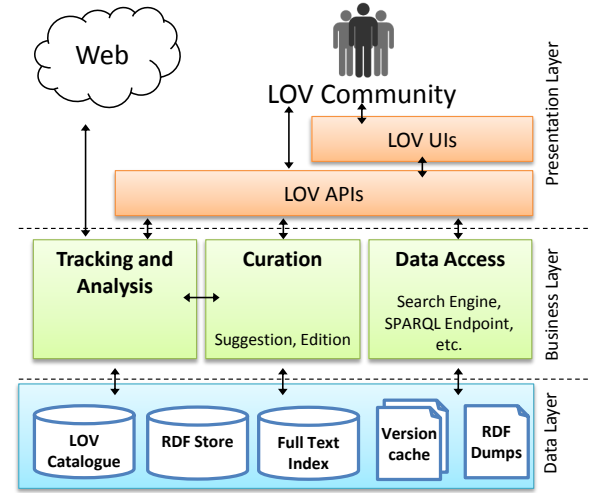 Web
LOV Community
LOV UIs
LOV APIs
Presentation Layer
Tracking and
Analysis
Curation
Suggestion, Edition
Data Access
Search Engine,
SPARQL Endpoint,
etc.
Business Layer
LOV
Catalogue
RDF Store
Full Text
Index
Version
cache
RDF
Dumps
Data Layer